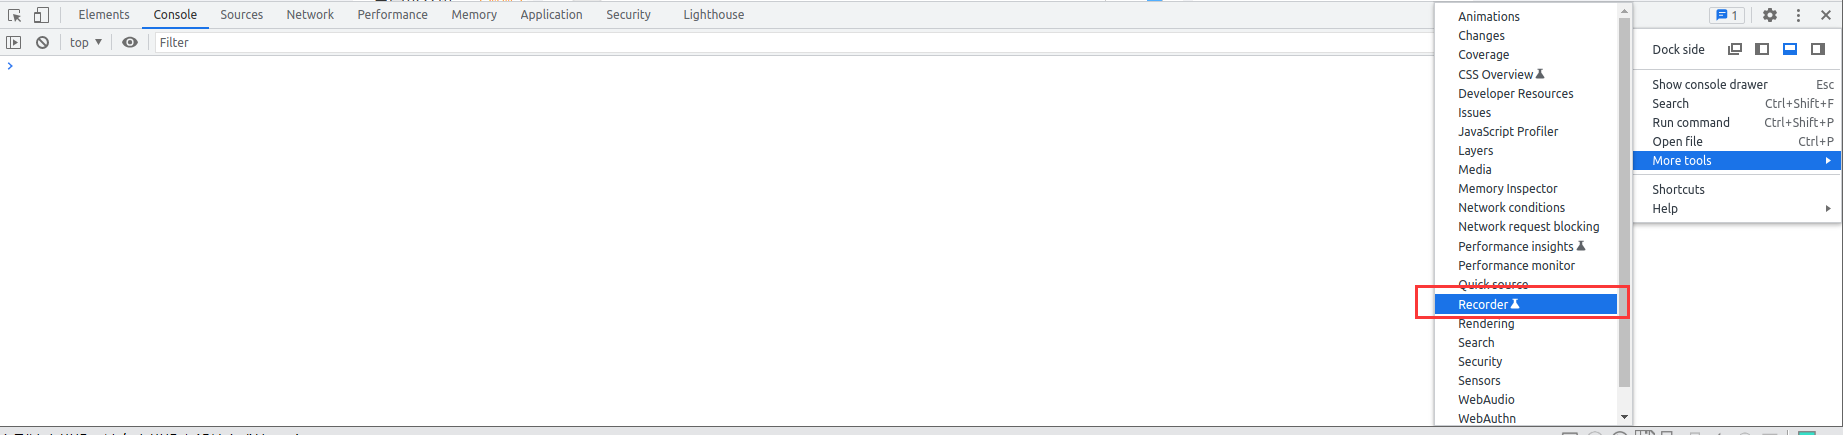 Elements Console Sources Network Performance Memory Application Security Lighthouse 1
top ▼ Filter
Animations
Changes
Coverage
CSS Overview
Developer Resources
Issues
JavaScript Profiler
Layers
Media
Memory Inspector
Network conditions
Network request blocking
Performance insights
Performance monitor
Quick source
Recorder
Rendering
Search
Security
Sensors
WebAudio
WebAuthn
Dock side
Show console drawer Esc
Search Ctrl+Shift+F
Run command Ctrl+Shift+P
Open file Ctrl+P
More tools
Shortcuts
Help